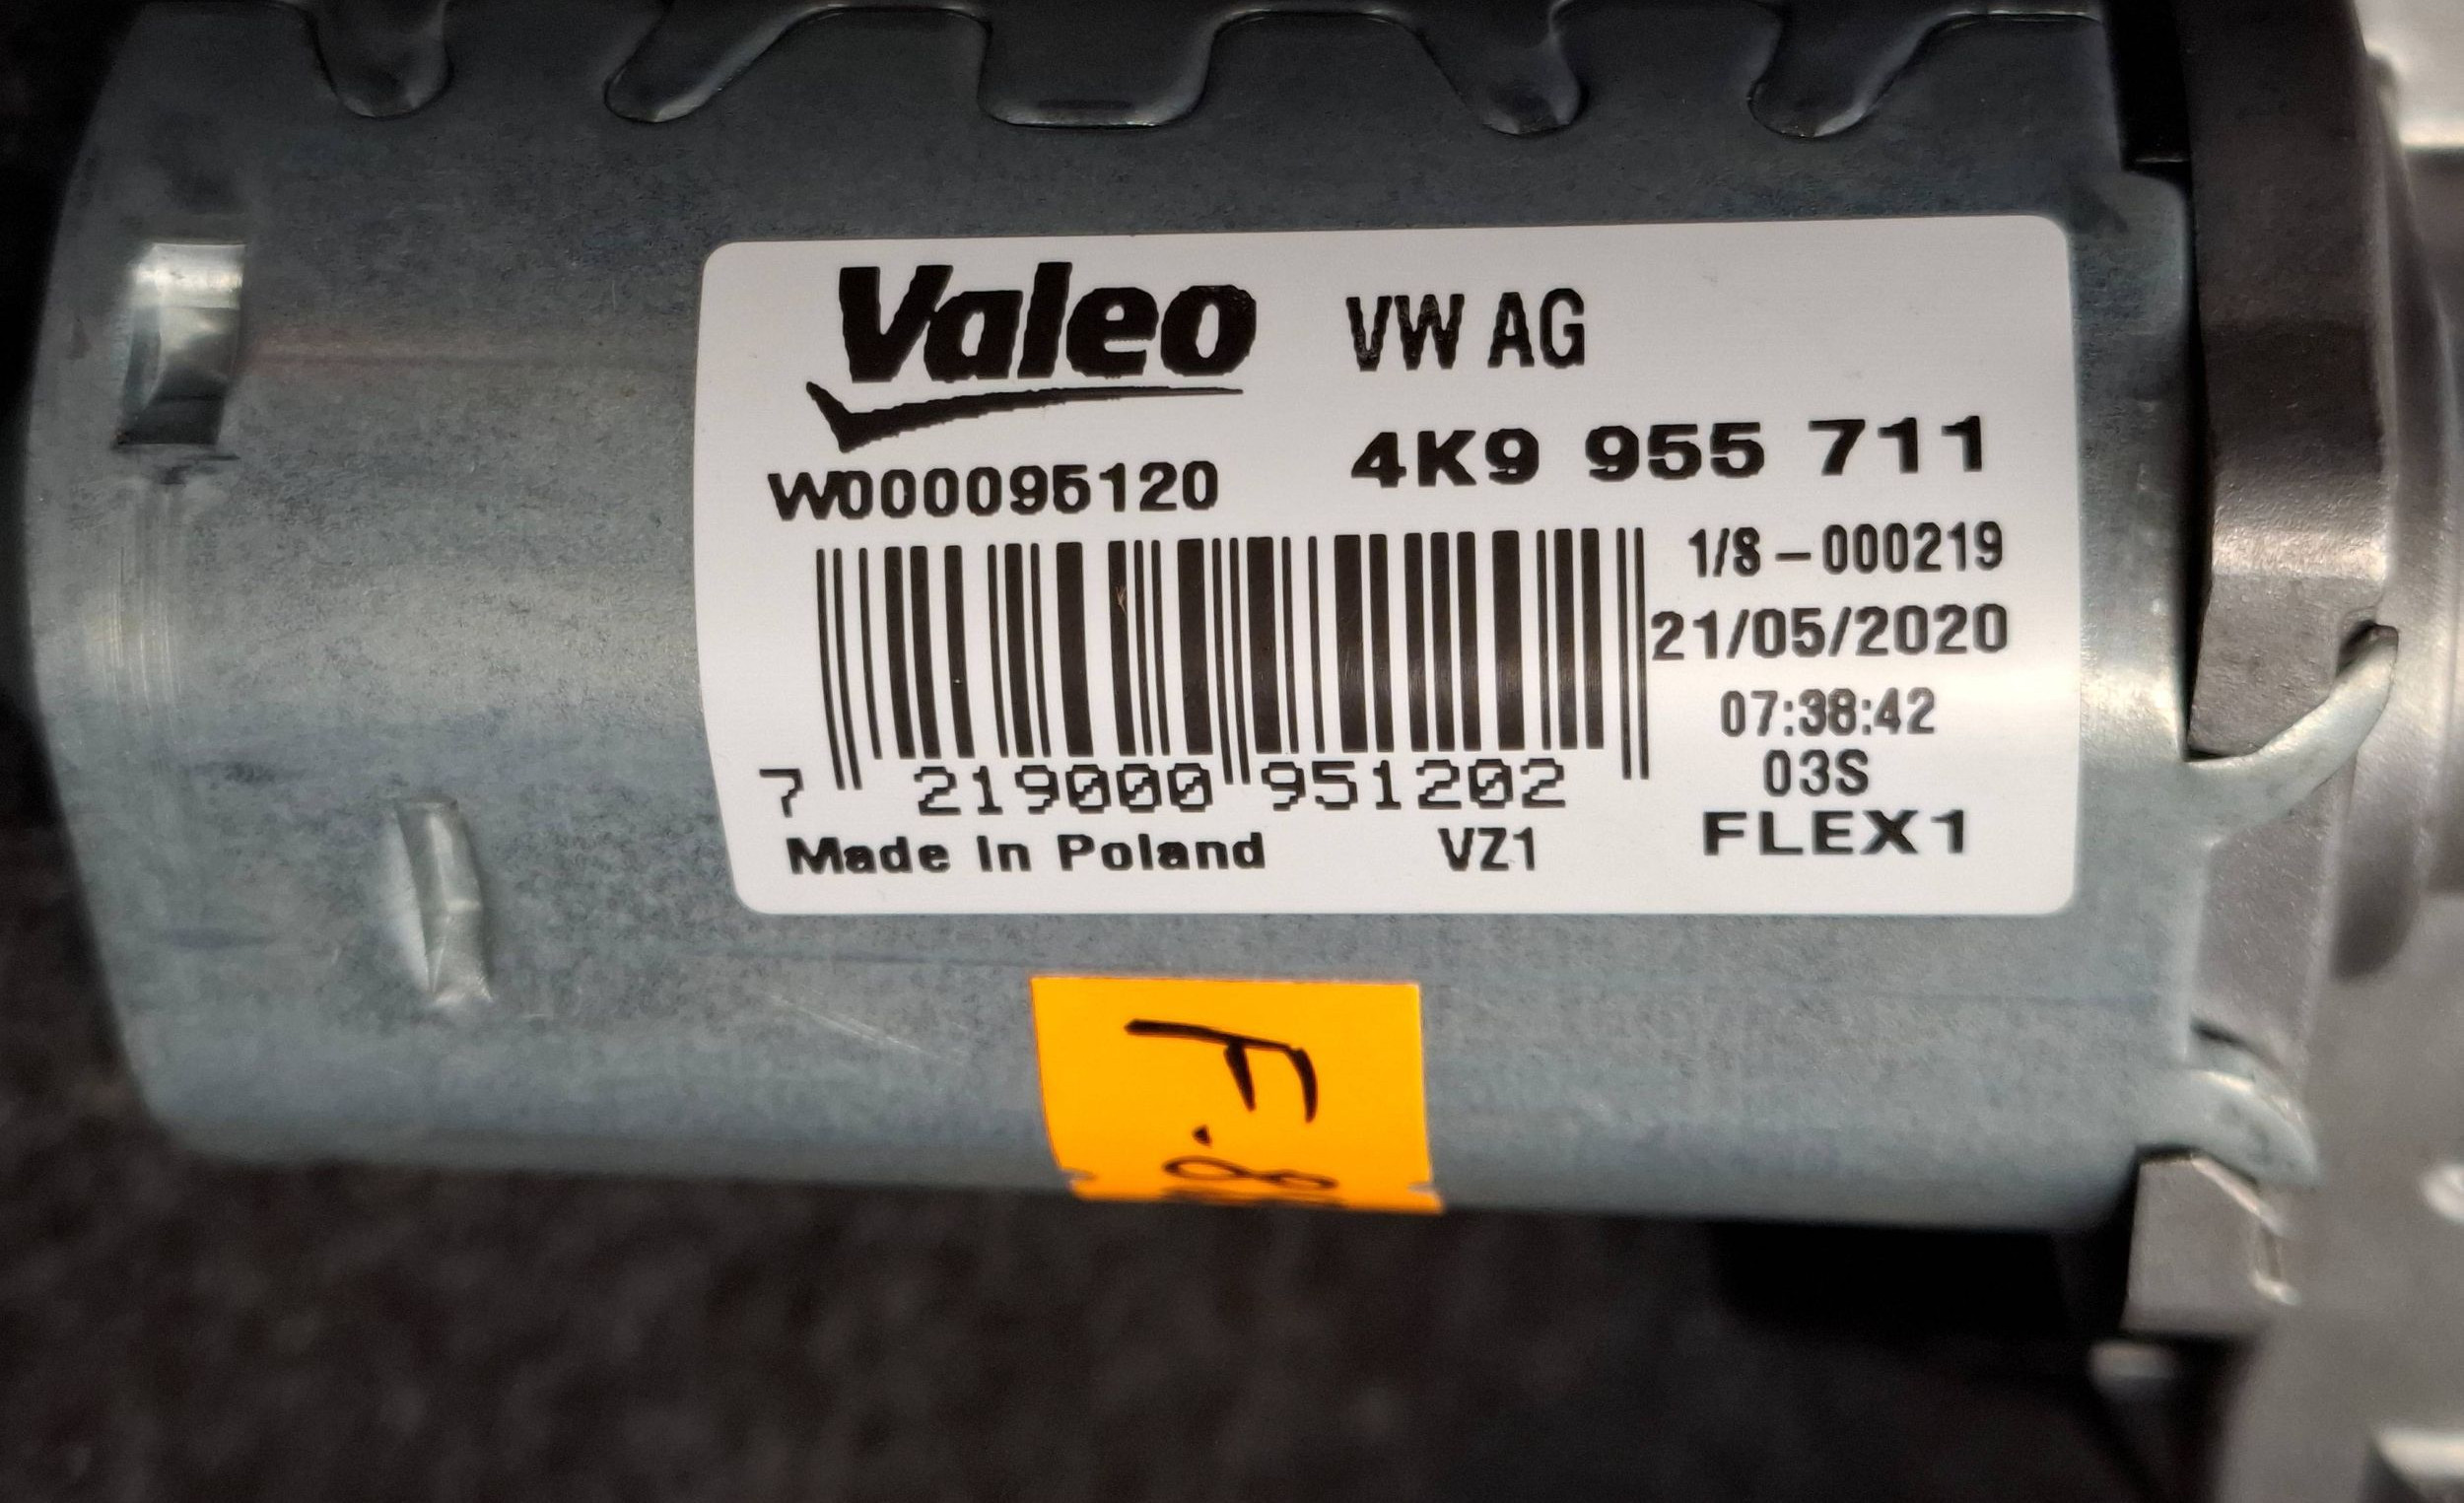 Valeo VW AG
4K9 955 711
W000095120
1/8-000219
21/05/2020
07:38:42
03S
7 219000 951202
FLEX1
Made In Poland VZ1
F.8